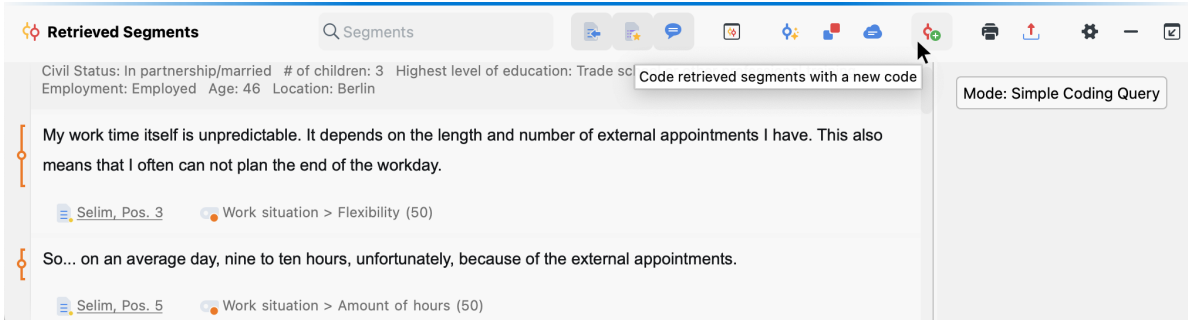 Retrieved Segments
Segments
Civil Status: In partnership/married # of children: 3 Highest level of education: Trade
Code retrieved segments with a new code
Employment: Employed Age: 46 Location: Berlin
Mode: Simple Coding Query
My work time itself is unpredictable. It depends on the length and number of external appointments I have. This also
means that I often can not plan the end of the workday.
Selim, Pos. 3 Work situation > Flexibility (50)
So... on an average day, nine to ten hours, unfortunately, because of the external appointments.
Selim, Pos. 5 Work situation > Amount of hours (50)